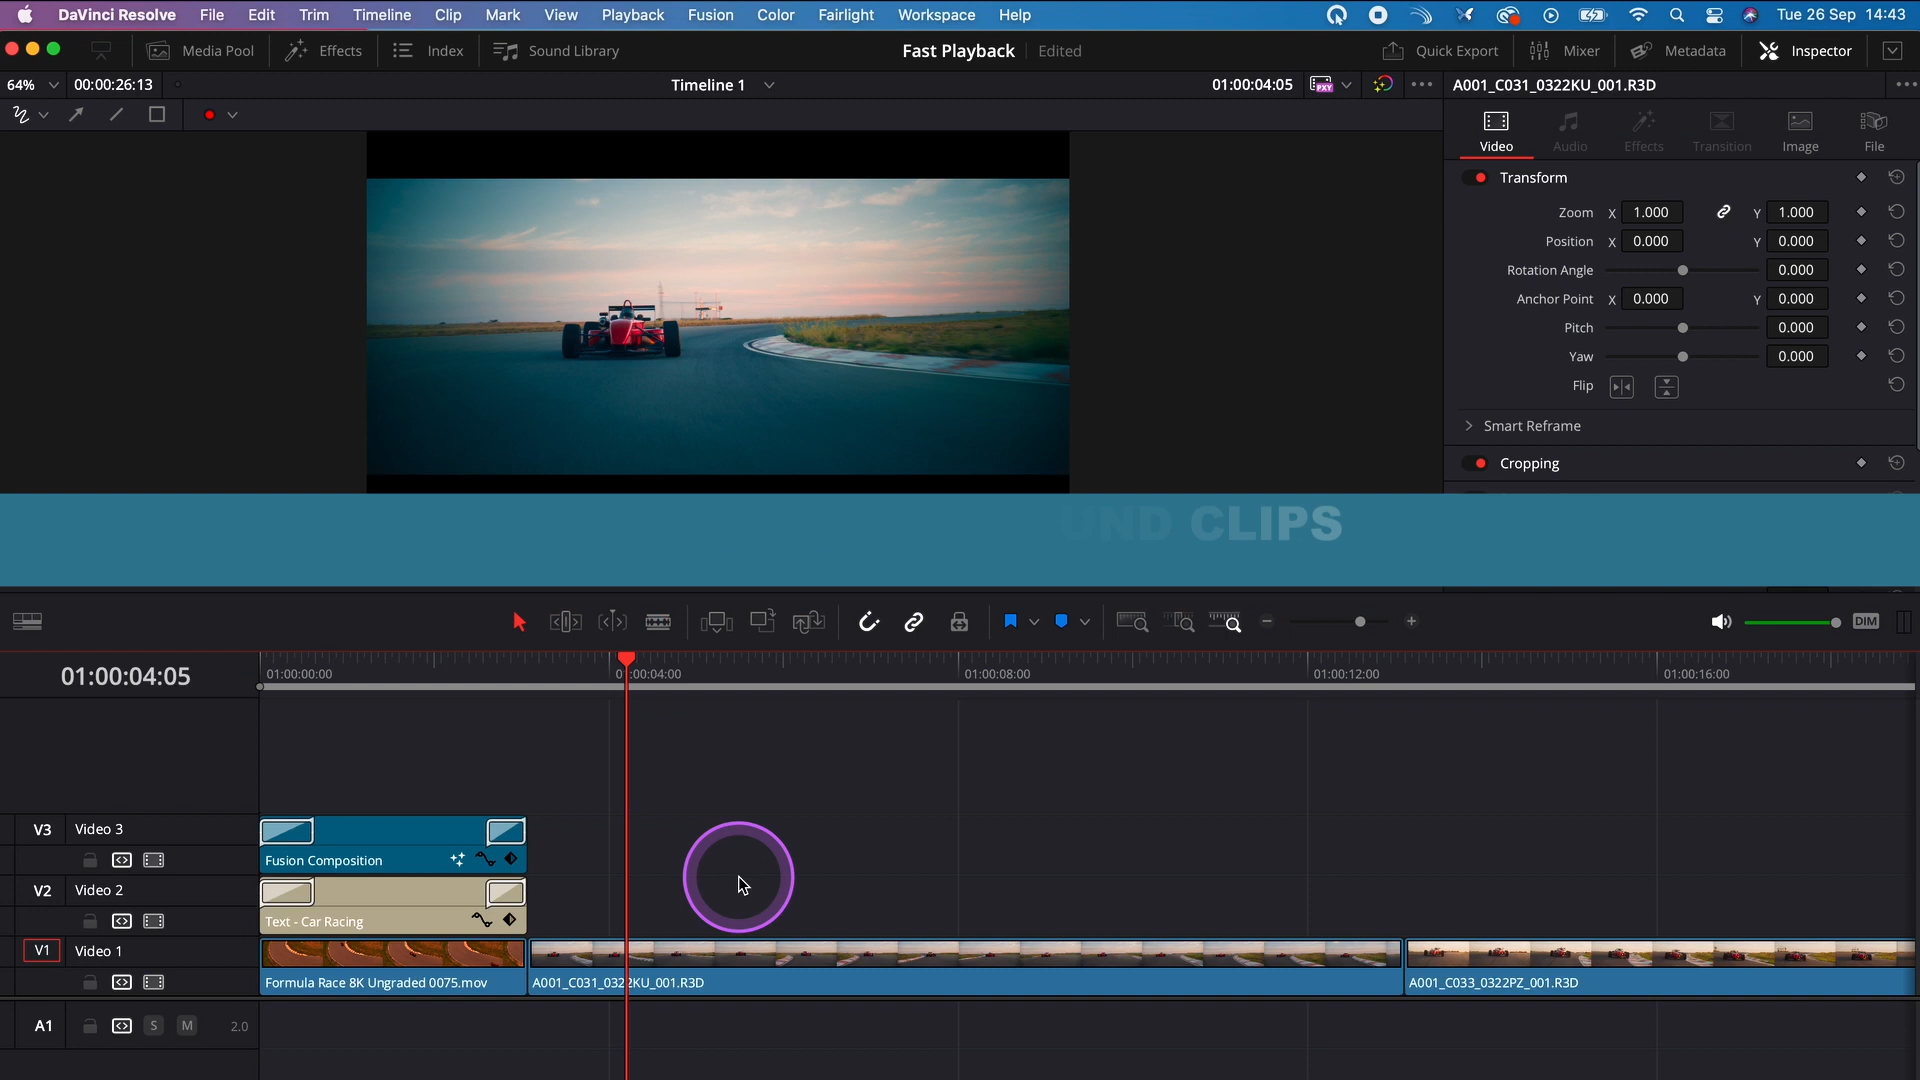 DaVinci Resolve File Edit Trim Timeline Clip Mark View Playback Fusion Color Fairlight Workspace Help Tue 26 Sep 14:43
Media Pool Effects Index Sound Library Fast Playback Edited Quick Export Mixer Metadata Inspector
64% 00:00:26:13 Timeline 1 01:00:04:05 PXY A001_C031_0322KU_001.R3D
Video Audio Effects Transition Image File
Transform
Zoom X 1.000 Y 1.000
Position X 0.000 Y 0.000
Rotation Angle 0.000
Anchor Point X 0.000 Y 0.000
Pitch 0.000
Yaw 0.000
Flip
Smart Reframe
Cropping
UND CLIPS
DIM
01:00:04:05 01:00:00:00 01:00:04:00 01:00:08:00 01:00:12:00 01:00:16:00
V3 Video 3
Fusion Composition
V2 Video 2
Text - Car Racing
V1 Video 1
Formula Race 8K Ungraded 0075.mov A001_C031_0322KU_001.R3D A001_C033_0322PZ_001.R3D
A1 S M 2.0